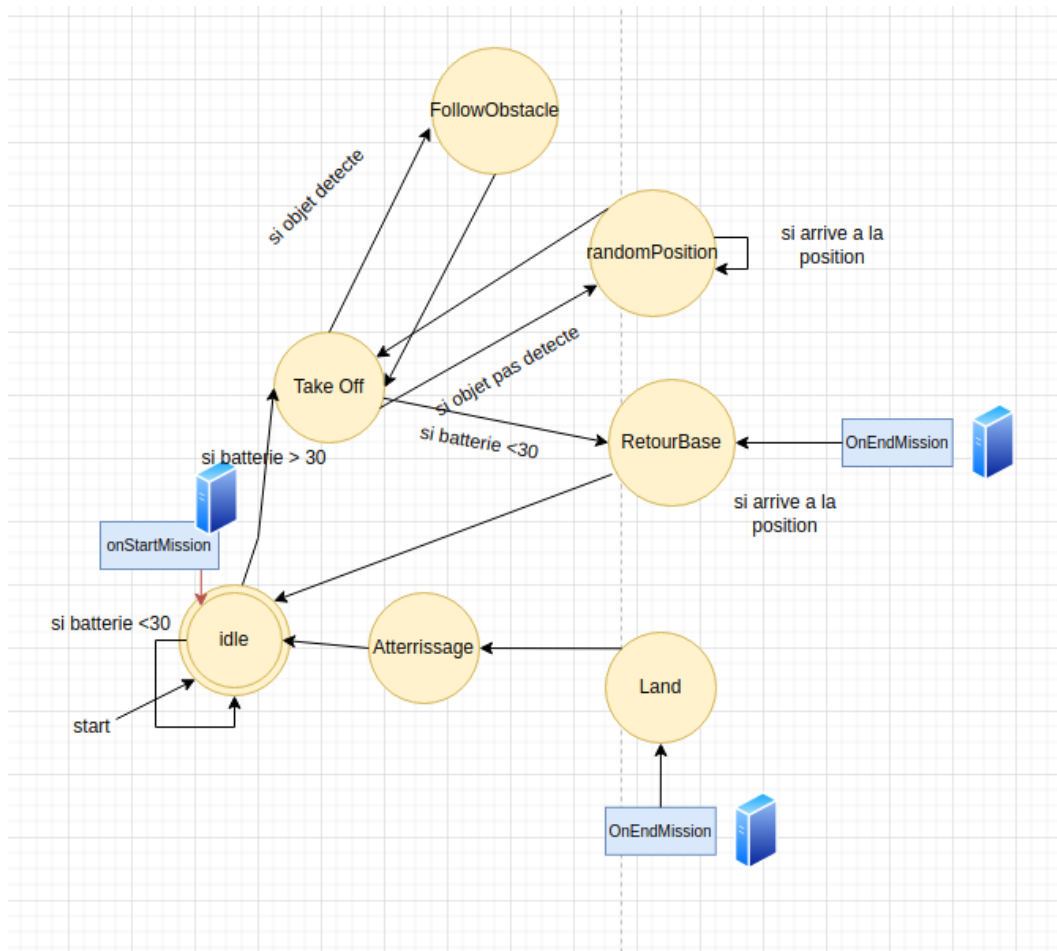 FollowObstacle
si objet detecte
randomPosition
si arrive a la
position
Take Off
si objet pas detecte
si batterie <30
RetourBase
OnEndMission
si batterie > 30
si arrive a la
position
onStartMission
si batterie <30
idle
Atterrissage
Land
start
OnEndMission